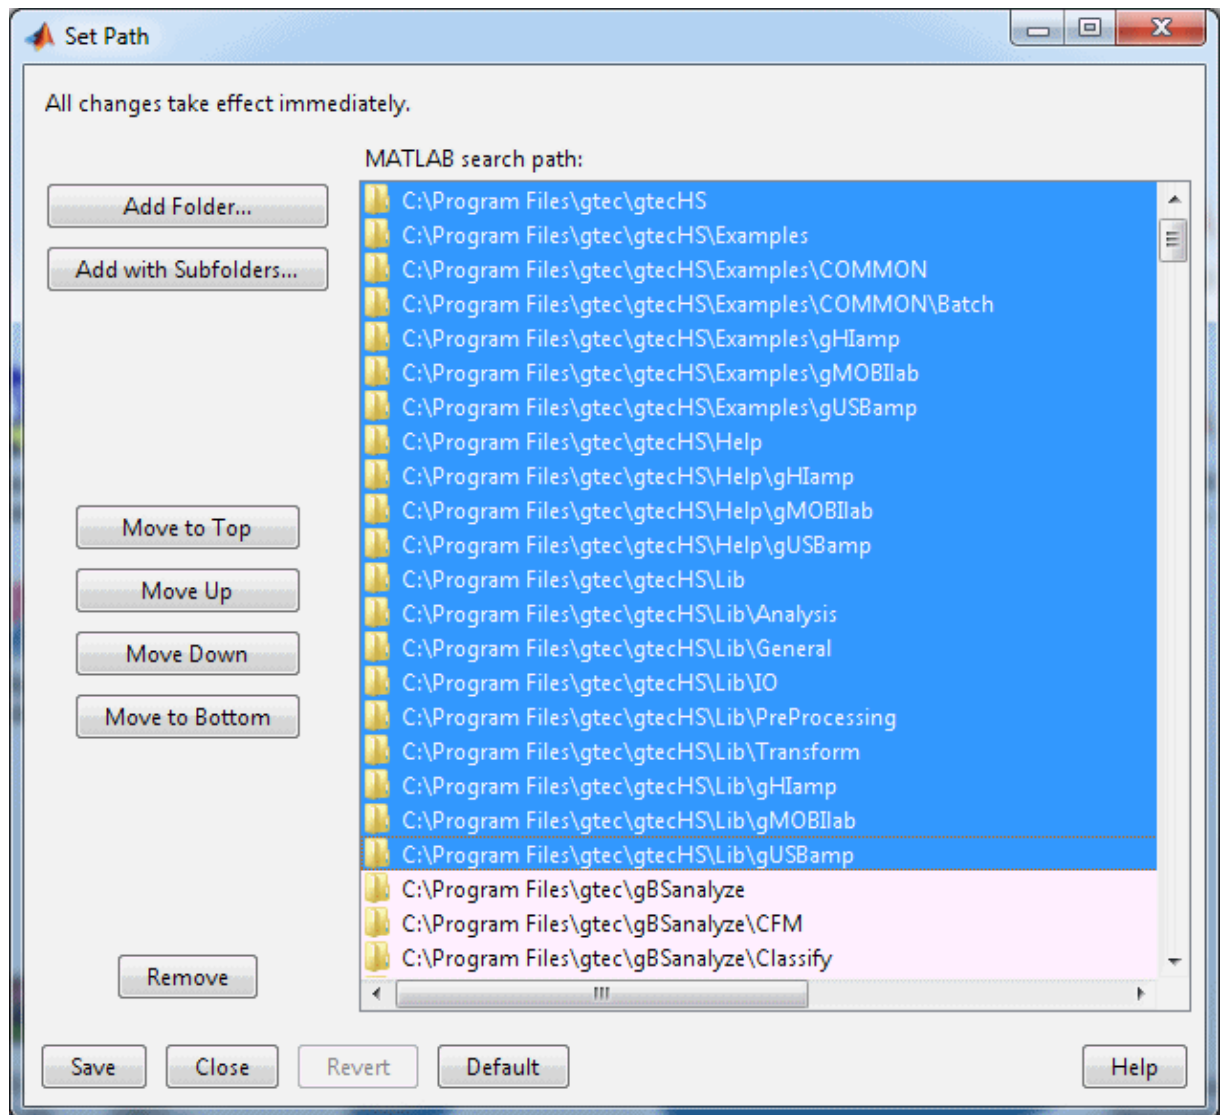 Set Path
All changes take effect immediately.
MATLAB search path:
Add Folder...
Add with Subfolders...
Move to Top
Move Up
Move Down
Move to Bottom
Remove
C:\Program Files\gtec\gtecHS
C:\Program Files\gtec\gtecHS\Examples
C:\Program Files\gtec\gtecHS\Examples\COMMON
C:\Program Files\gtec\gtecHS\Examples\COMMON\Batch
C:\Program Files\gtec\gtecHS\Examples\gHIamp
C:\Program Files\gtec\gtecHS\Examples\gMOBIlab
C:\Program Files\gtec\gtecHS\Examples\gUSBamp
C:\Program Files\gtec\gtecHS\Help
C:\Program Files\gtec\gtecHS\Help\gHIamp
C:\Program Files\gtec\gtecHS\Help\gMOBIlab
C:\Program Files\gtec\gtecHS\Help\gUSBamp
C:\Program Files\gtec\gtecHS\Lib
C:\Program Files\gtec\gtecHS\Lib\Analysis
C:\Program Files\gtec\gtecHS\Lib\General
C:\Program Files\gtec\gtecHS\Lib\IO
C:\Program Files\gtec\gtecHS\Lib\PreProcessing
C:\Program Files\gtec\gtecHS\Lib\Transform
C:\Program Files\gtec\gtecHS\Lib\gHIamp
C:\Program Files\gtec\gtecHS\Lib\gMOBIlab
C:\Program Files\gtec\gtecHS\Lib\gUSBamp
C:\Program Files\gtec\gBSanalyze
C:\Program Files\gtec\gBSanalyze\CFM
C:\Program Files\gtec\gBSanalyze\Classify
Save
Close
Revert
Default
Help